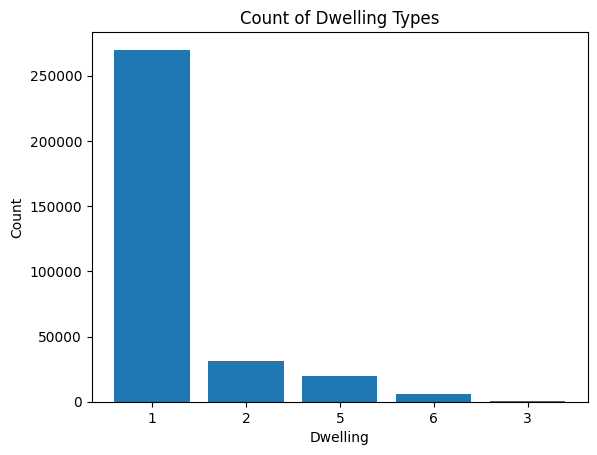 Count of Dwelling Types
250000
200000
150000
100000
50000
0
Count
1 2 5 6 3
Dwelling